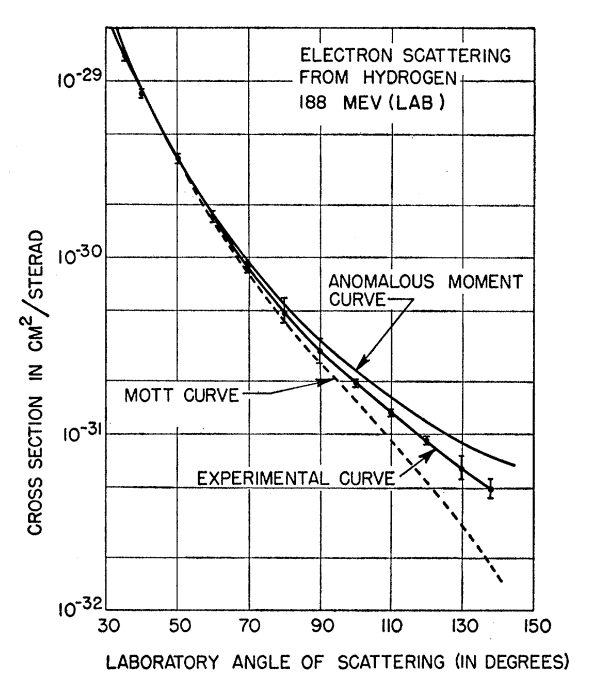 ELECTRON SCATTERING
FROM HYDROGEN
188 MEV (LAB)
10-29
10-30
10-31
10-32
CROSS SECTION IN CM2/STERAD
ANOMALOUS MOMENT
CURVE
MOTT CURVE
EXPERIMENTAL CURVE
30 50 70 90 110 130 150
LABORATORY ANGLE OF SCATTERING (IN DEGREES)